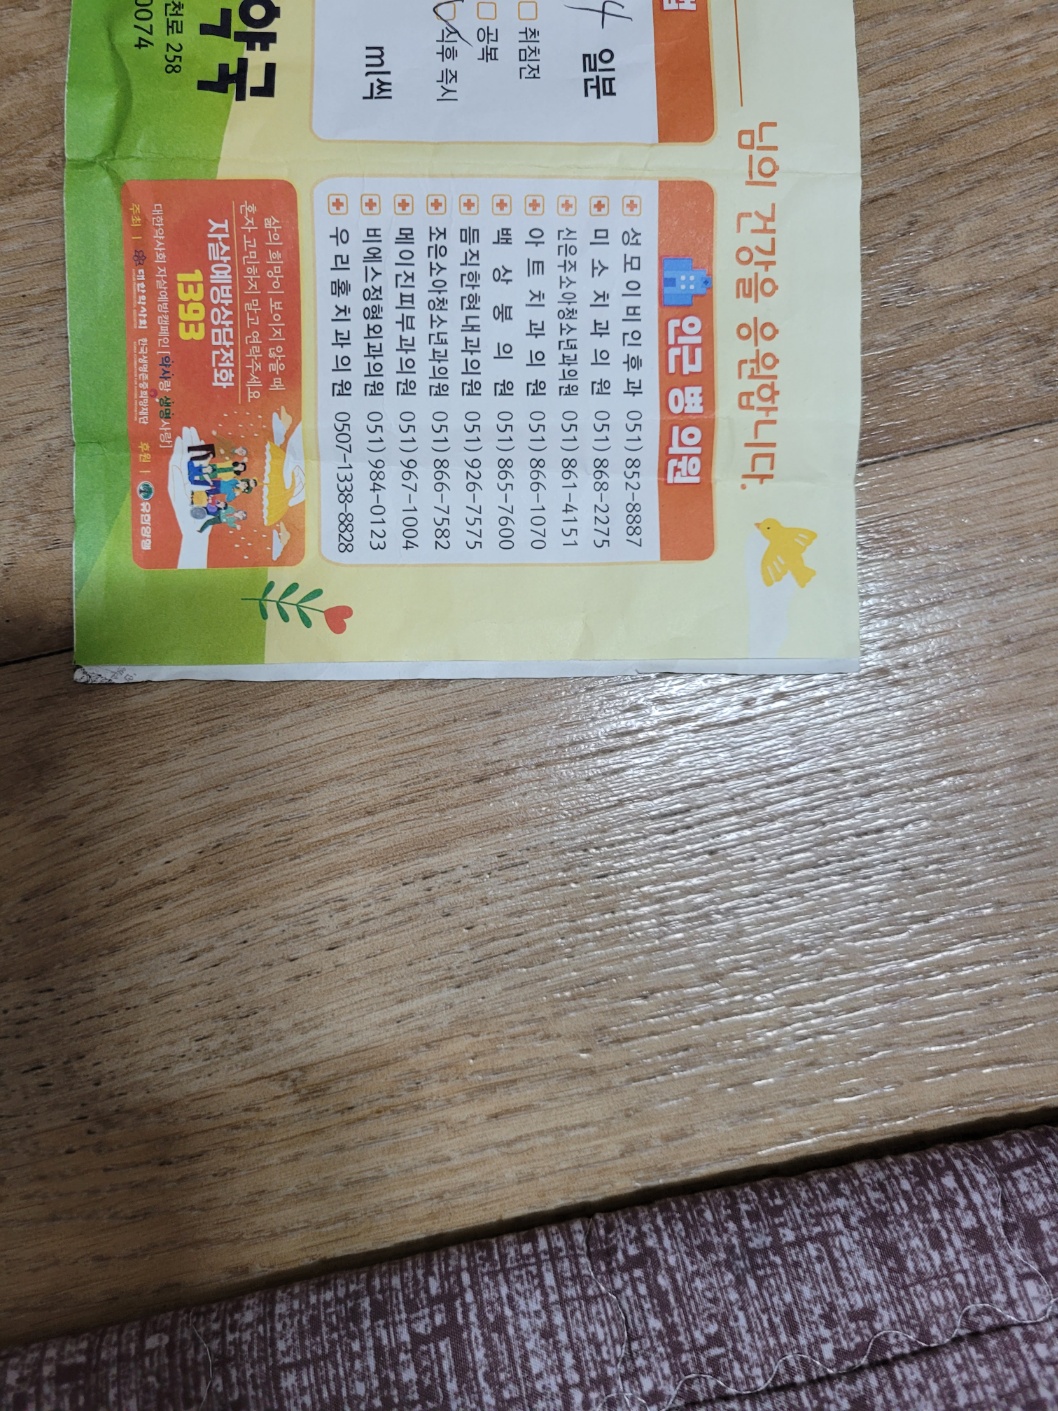 님의 건강을 응원합니다.
4 일분
취침전
공복
식후 즉시
ml씩
인근 병의원
성모이비인후과 051) 852-8887
미소치과의원 051) 868-2275
신은주소아청소년과의원 051) 861-4151
아트치과의원 051) 866-1070
백상봉의원 051) 865-7600
듬직한현내과의원 051) 926-7575
조은소아청소년과의원 051) 866-7582
메이진피부과의원 051) 967-1004
비에스정형외과의원 051) 984-0123
우리홈치과의원 0507-1338-8828
약국
천로 258
0074
삶의 희망이 보이지 않을 때
혼자 고민하지 말고 연락주세요
자살예방상담전화
1393
대한약사회 자살예방캠페인 [약사랑 생명사랑]
주최 | 대한약사회 한국생명존중희망재단 후원 | 유한양행